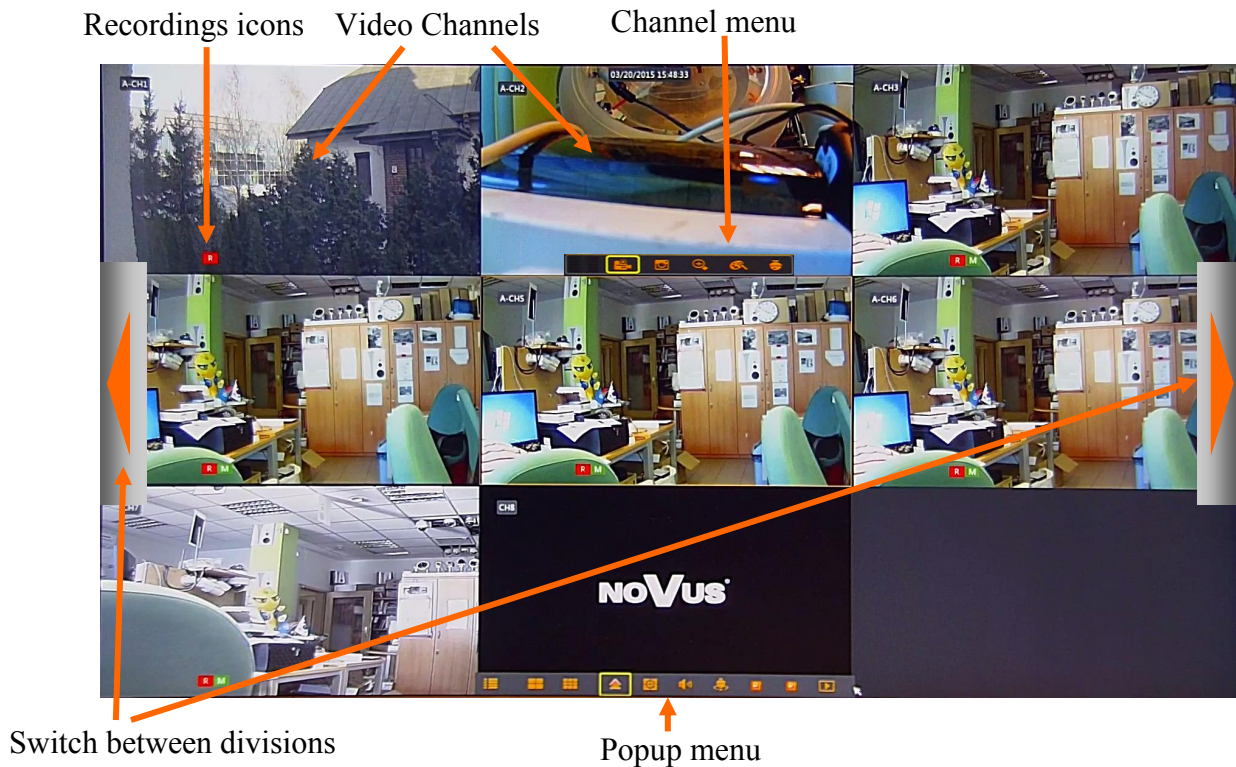 Recordings icons
Video Channels
Channel menu
A-CH1
A-CH2
03/20/2015 15:48:33
A-CH3
R
R M
A-CH5
A-CH6
R M
R M
R M
CH7
CH8
NOVUS
R M
Switch between divisions
Popup menu